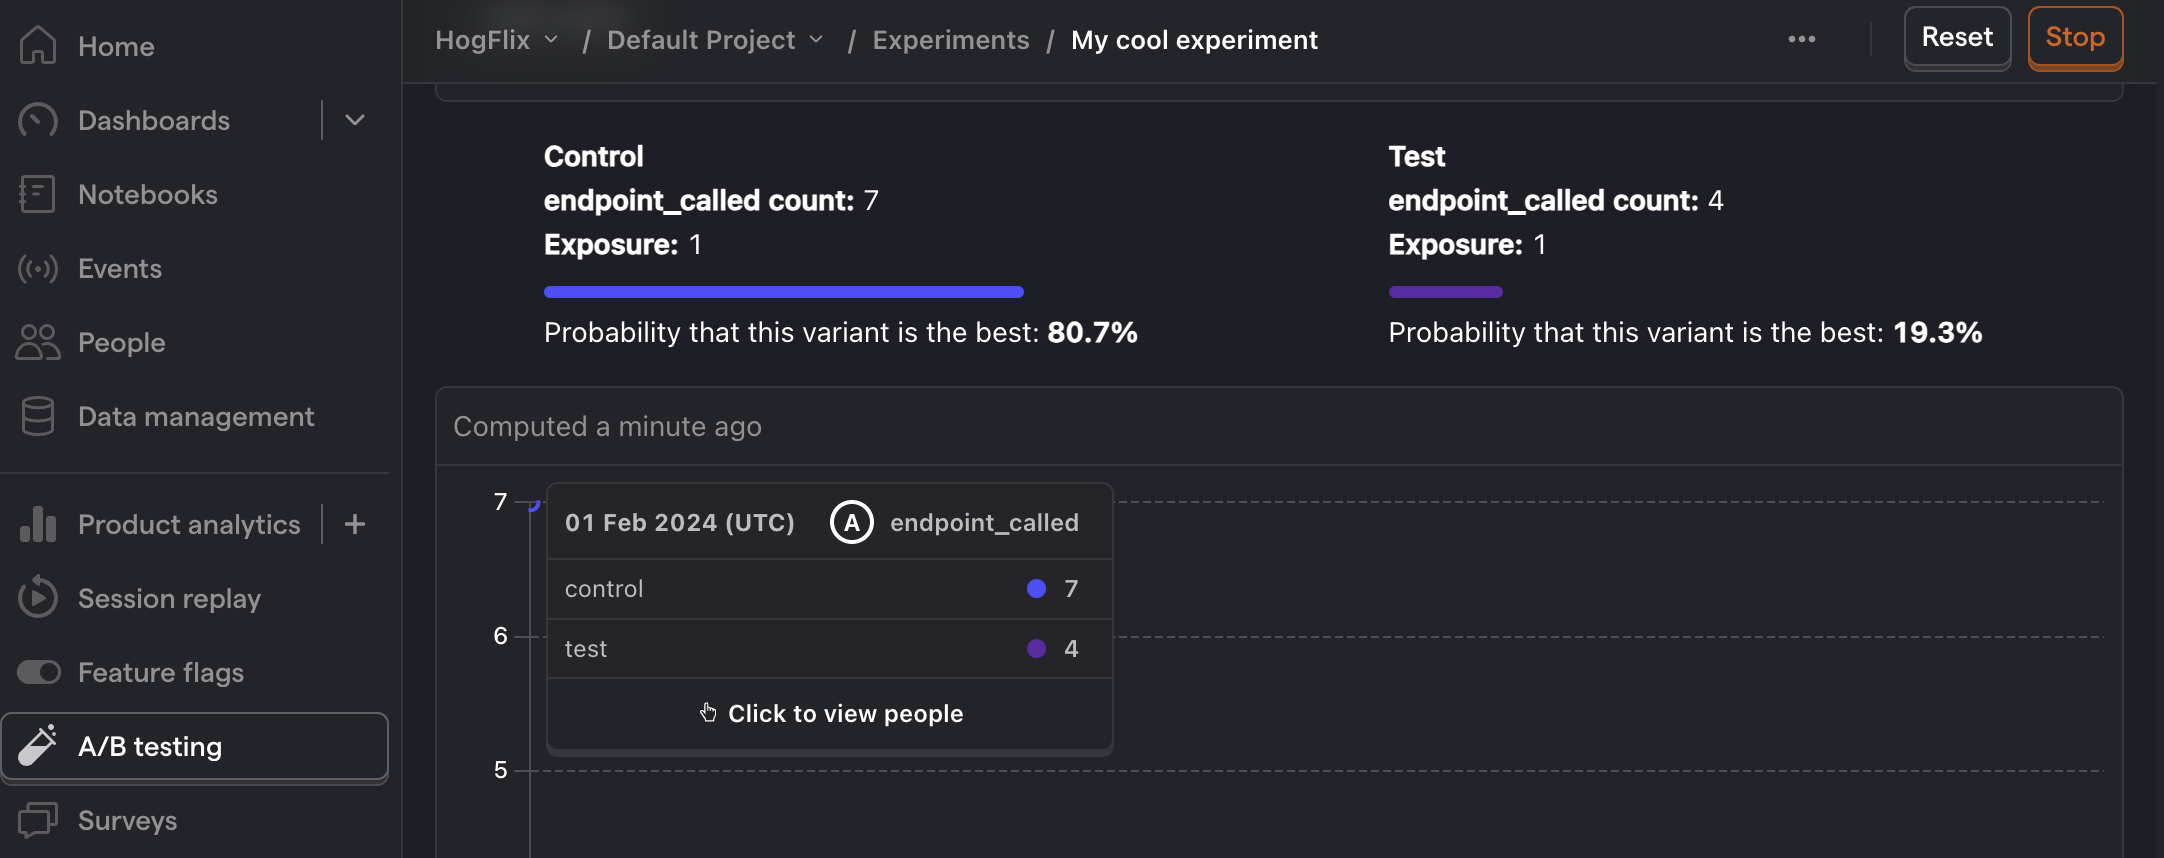 Home
Dashboards
Notebooks
Events
People
Data management
Product analytics
Session replay
Feature flags
A/B testing
Surveys
HogFlix / Default Project / Experiments / My cool experiment
Reset
Stop
Control
endpoint_called count: 7
Exposure: 1
Probability that this variant is the best: 80.7%
Test
endpoint_called count: 4
Exposure: 1
Probability that this variant is the best: 19.3%
Computed a minute ago
7
01 Feb 2024 (UTC) A endpoint_called
control 7
test 4
Click to view people
6
5